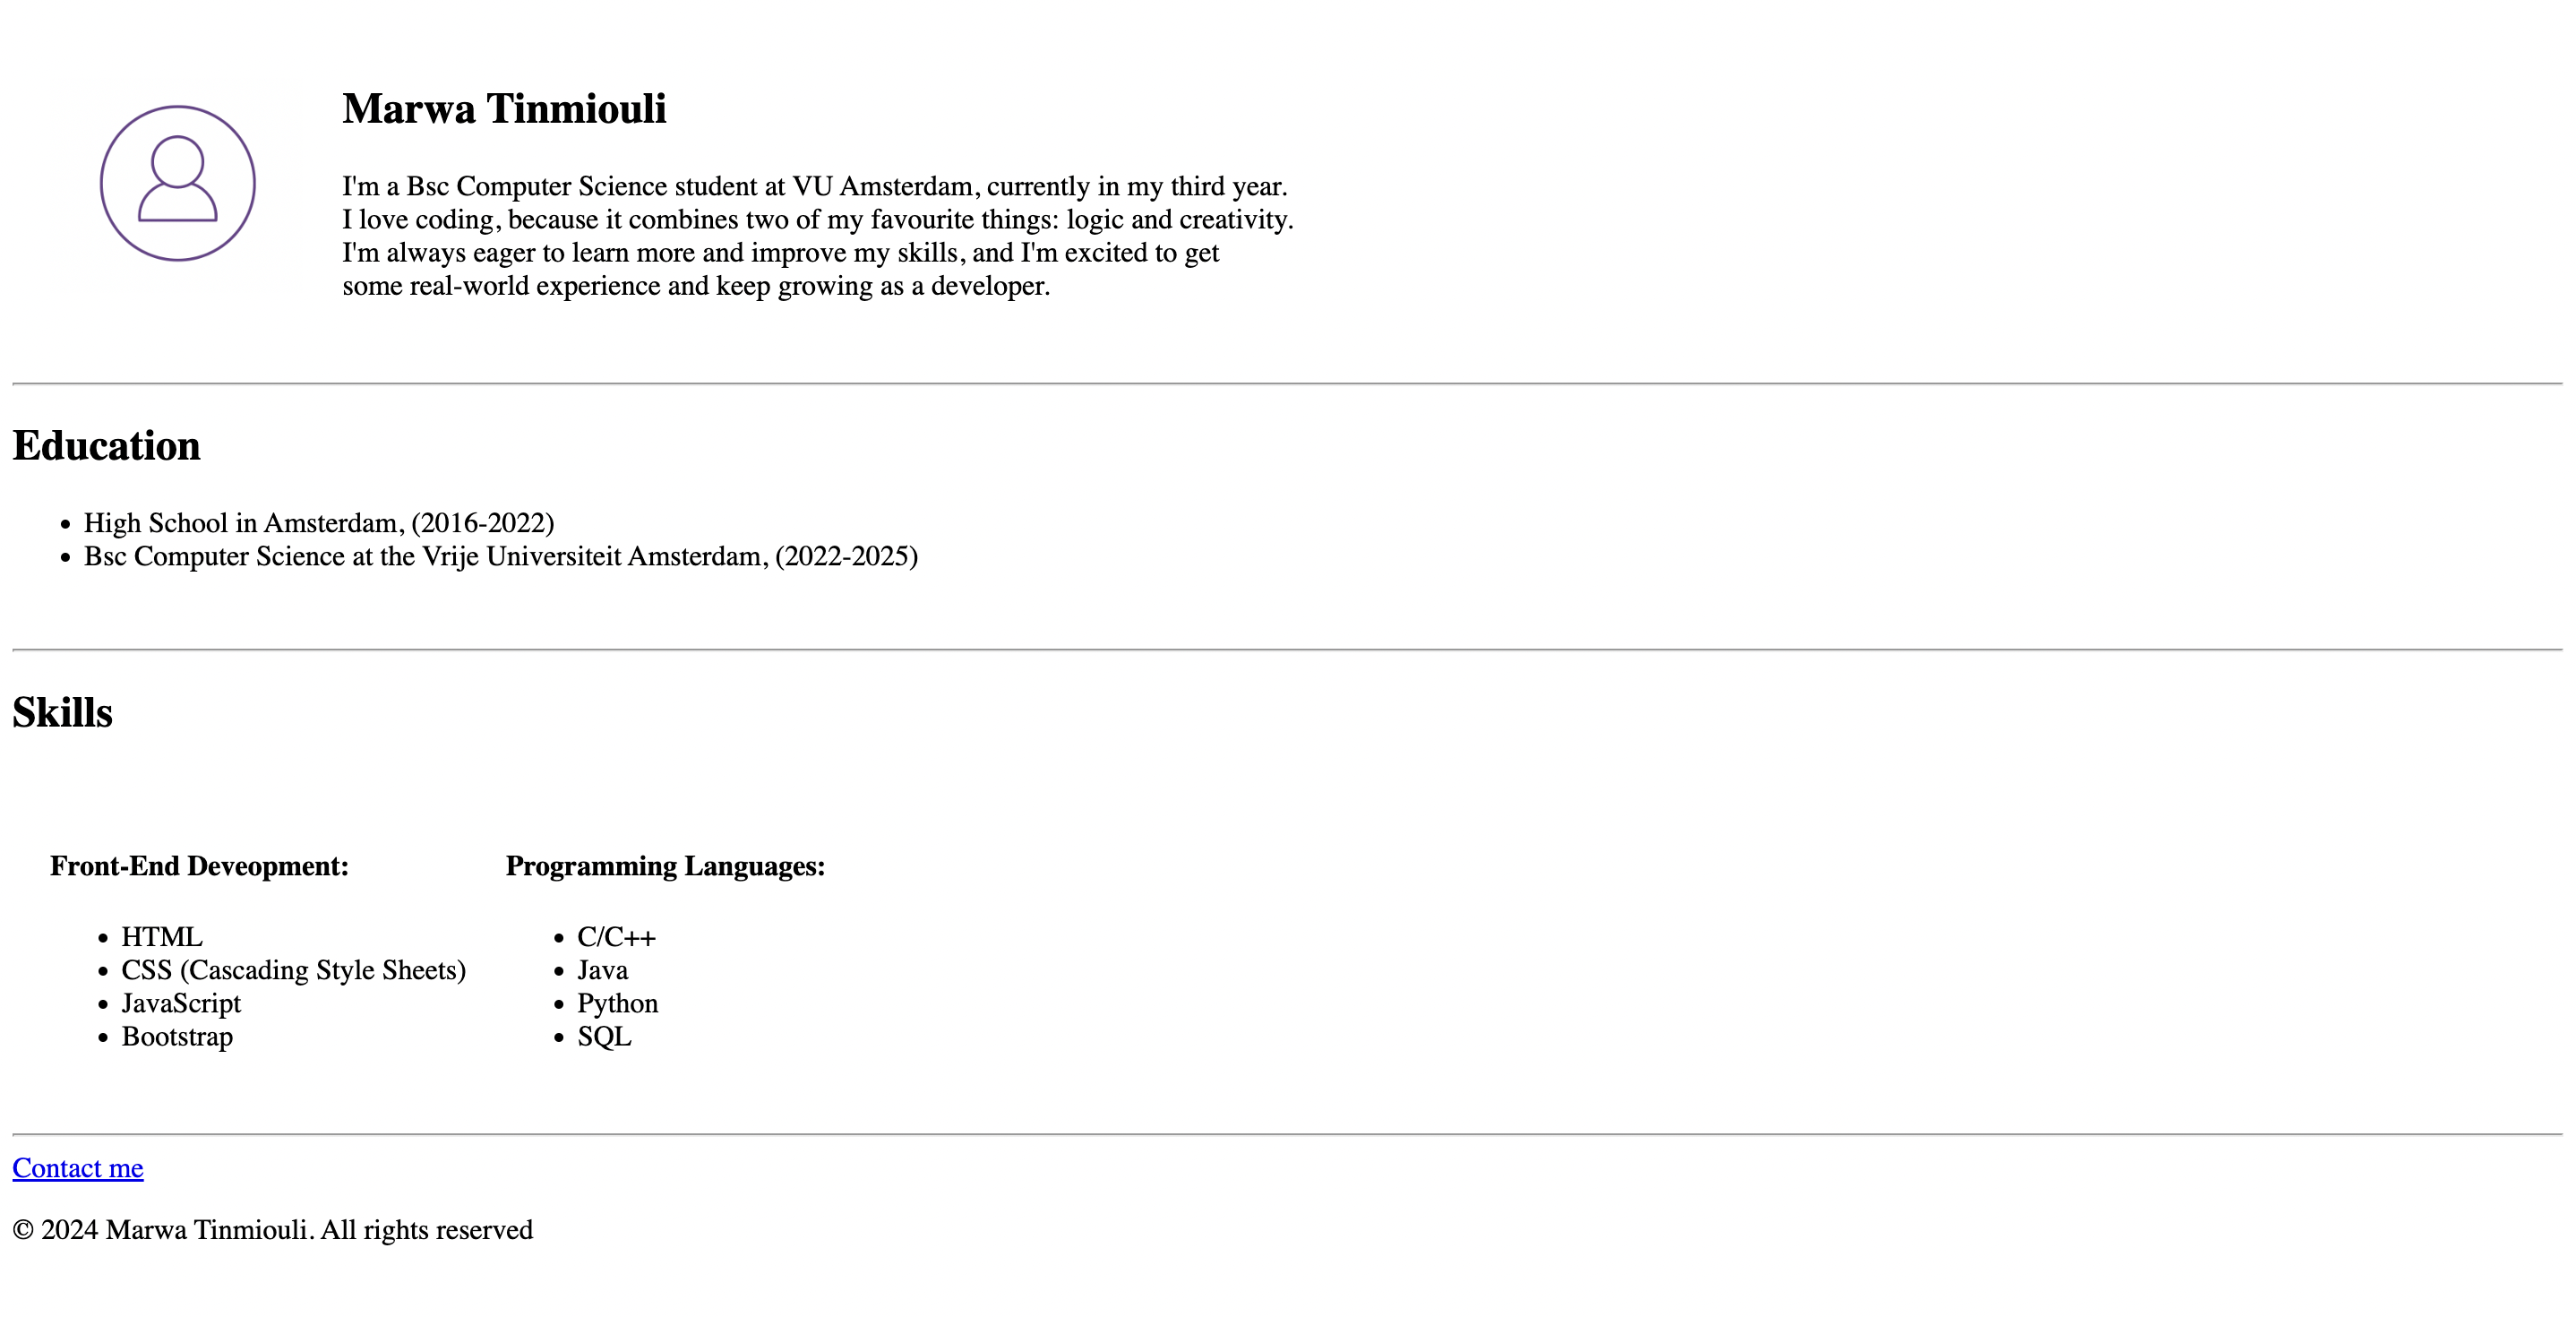 Marwa Tinmiouli
I'm a Bsc Computer Science student at VU Amsterdam, currently in my third year.
I love coding, because it combines two of my favourite things: logic and creativity.
I'm always eager to learn more and improve my skills, and I'm excited to get
some real-world experience and keep growing as a developer.
Education
• High School in Amsterdam, (2016-2022)
• Bsc Computer Science at the Vrije Universiteit Amsterdam, (2022-2025)
Skills
Front-End Deveopment:
• HTML
• CSS (Cascading Style Sheets)
• JavaScript
• Bootstrap
Programming Languages:
• C/C++
• Java
• Python
• SQL
Contact me
© 2024 Marwa Tinmiouli. All rights reserved